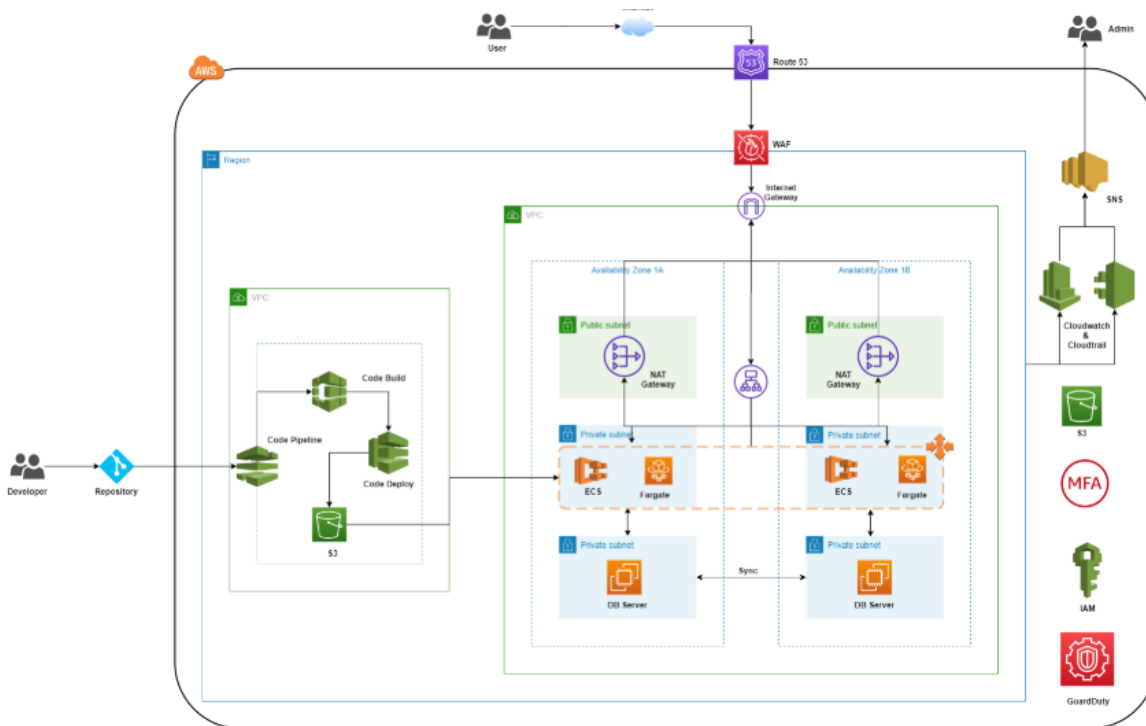 User
Admin
AWS
53
Route 53
WAF
Region
Internet
Gateway
SNS
VPC
Availability Zone 1A
Availability Zone 1B
VPC
Public subnet
Public subnet
Cloudwatch
&
Cloudtrail
NAT
Gateway
NAT
Gateway
Code Build
S3
Code Pipeline
Private subnet
Private subnet
Developer
Repository
Code Deploy
ECS
Fargate
ECS
Fargate
MFA
S3
Private subnet
Private subnet
Sync
DB Server
DB Server
IAM
GuardDuty